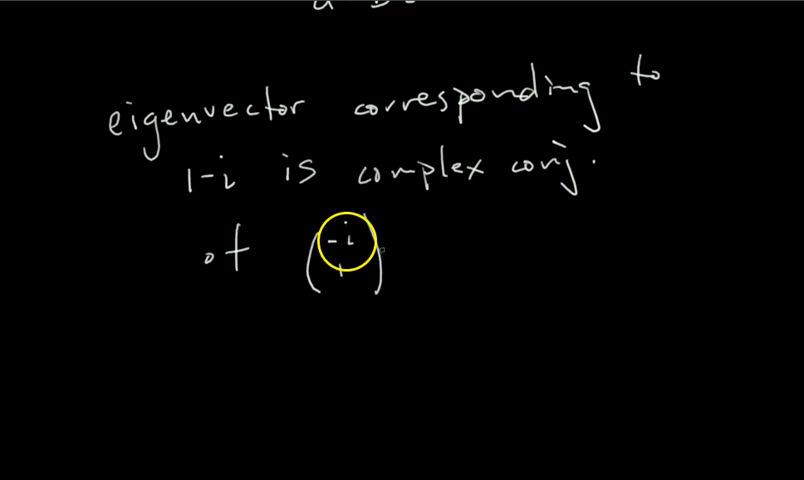 eigenvector corresponding to
1-i is complex conj.
of (-i
1)